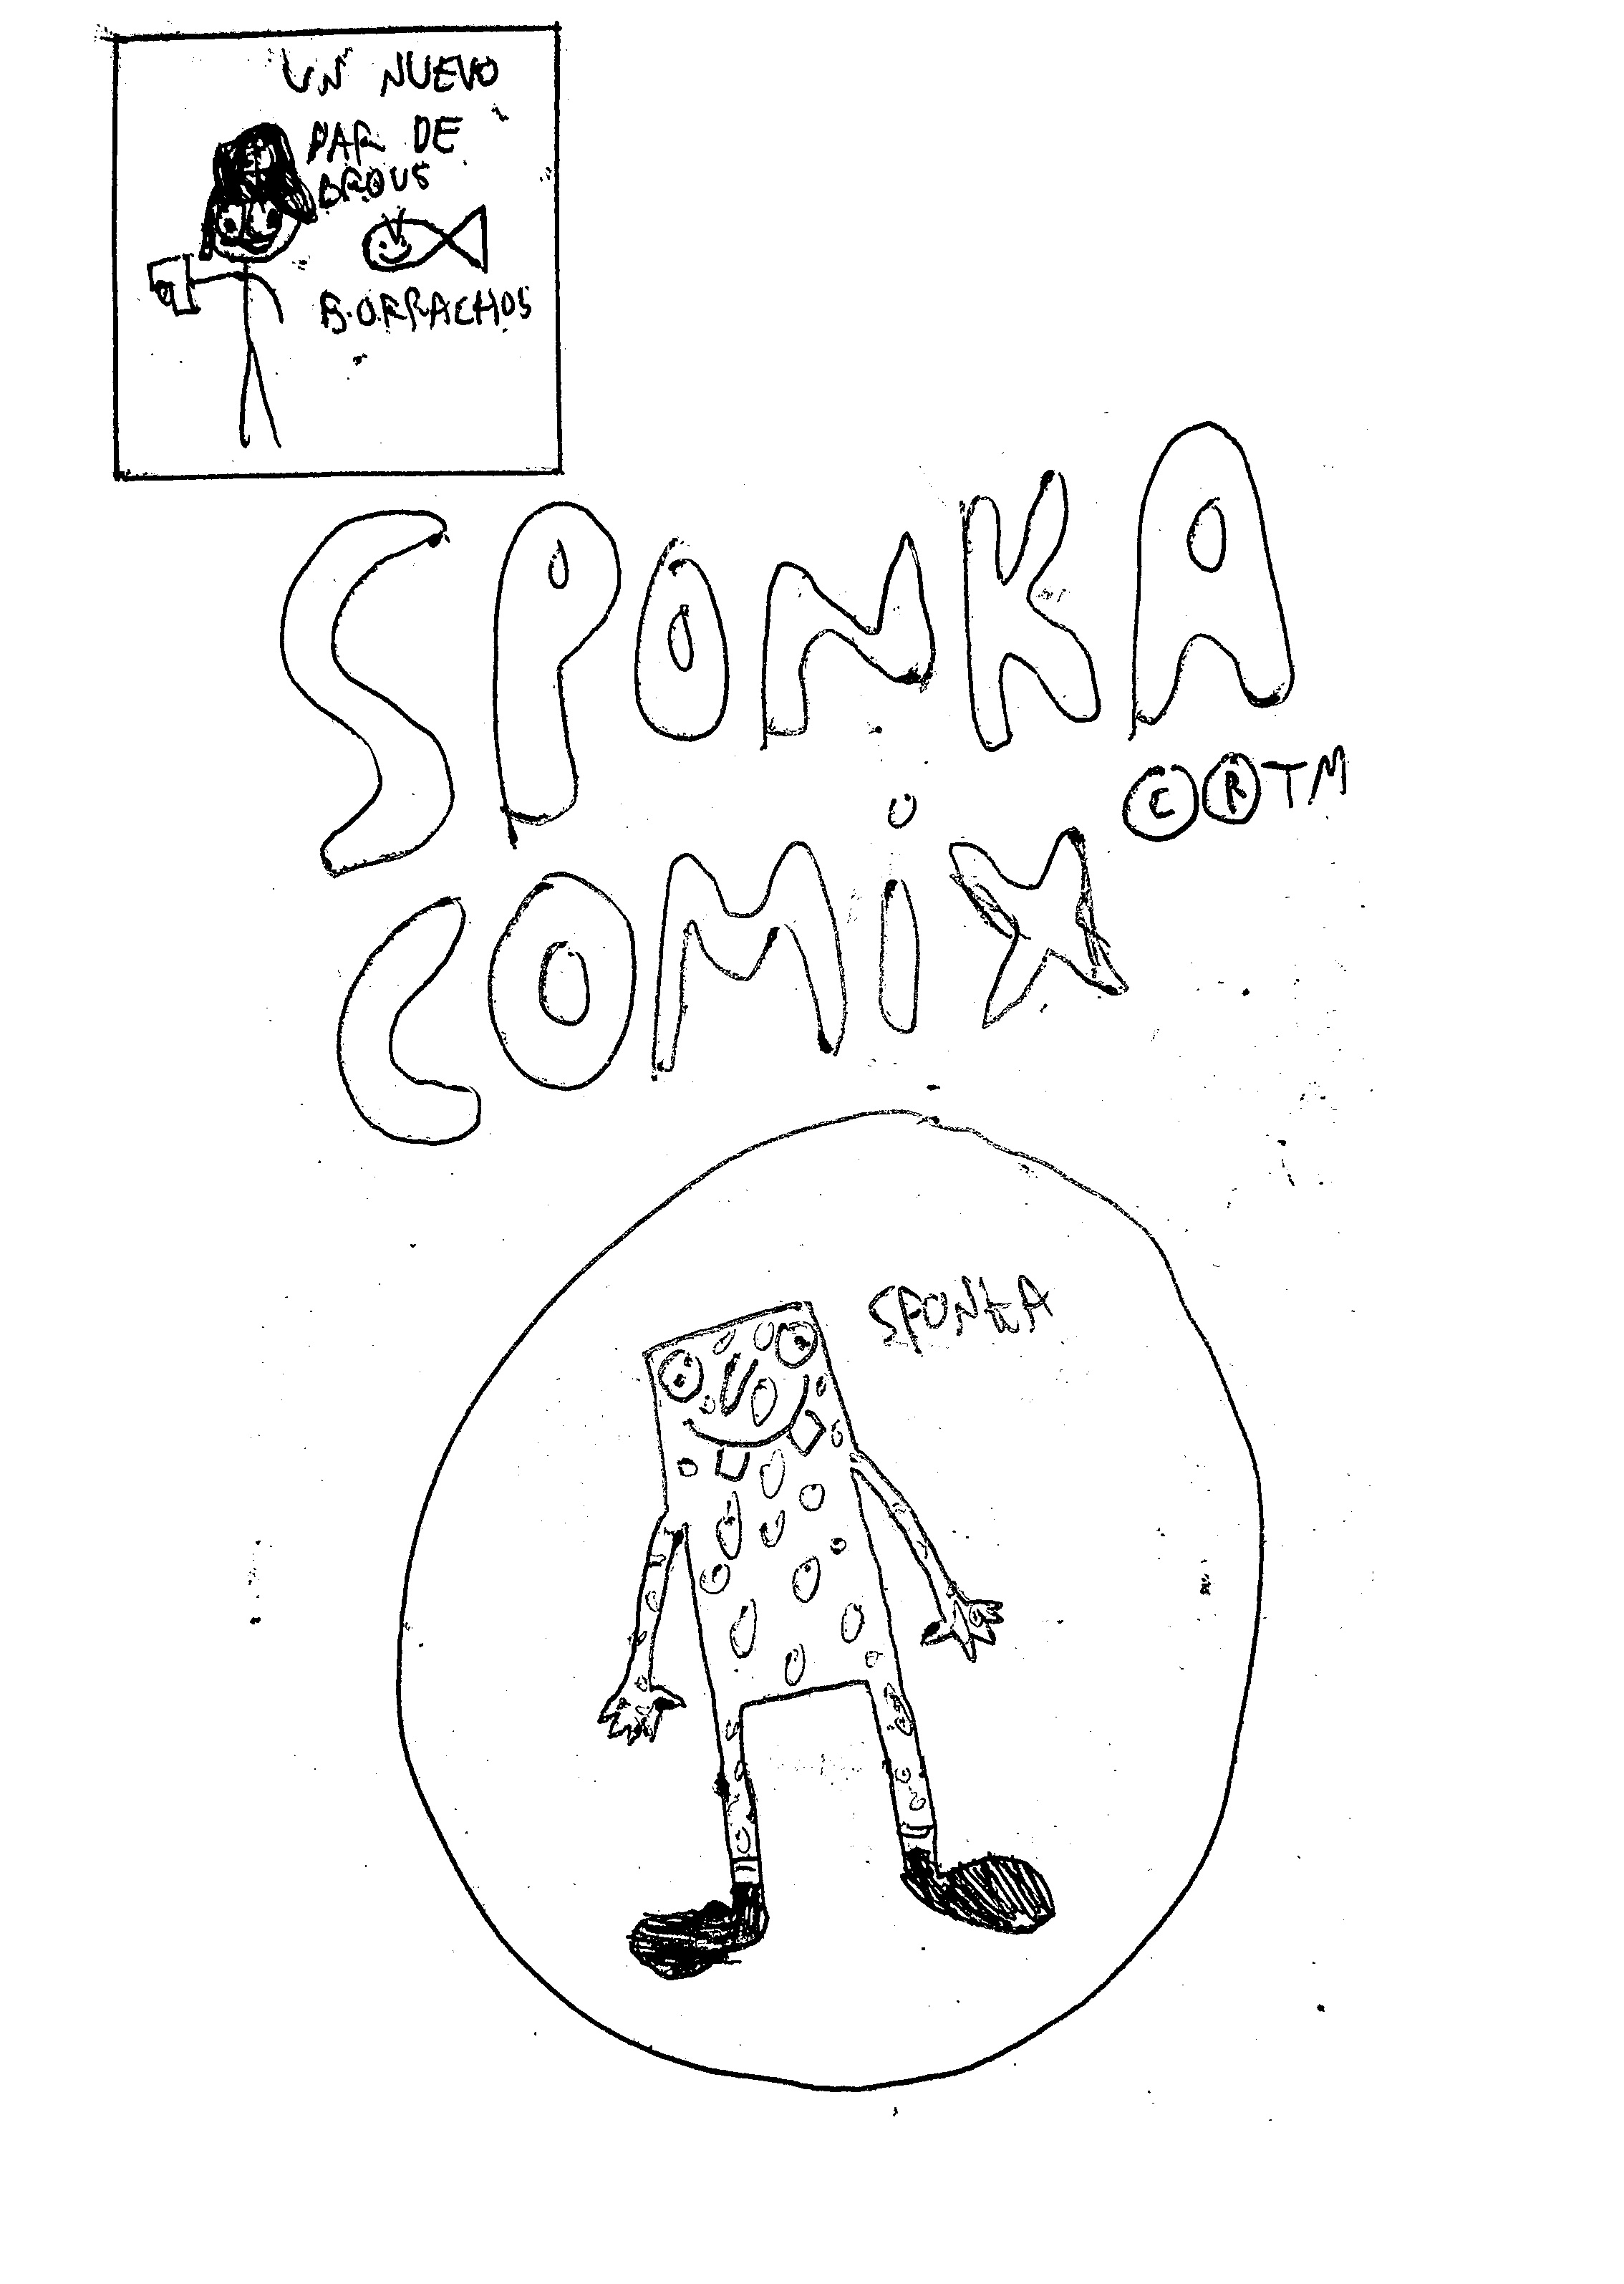 UN NUEVO
PAR DE
BROUS
BORRACHOS
SPONKA
©®TM
COMiX
SPONKA